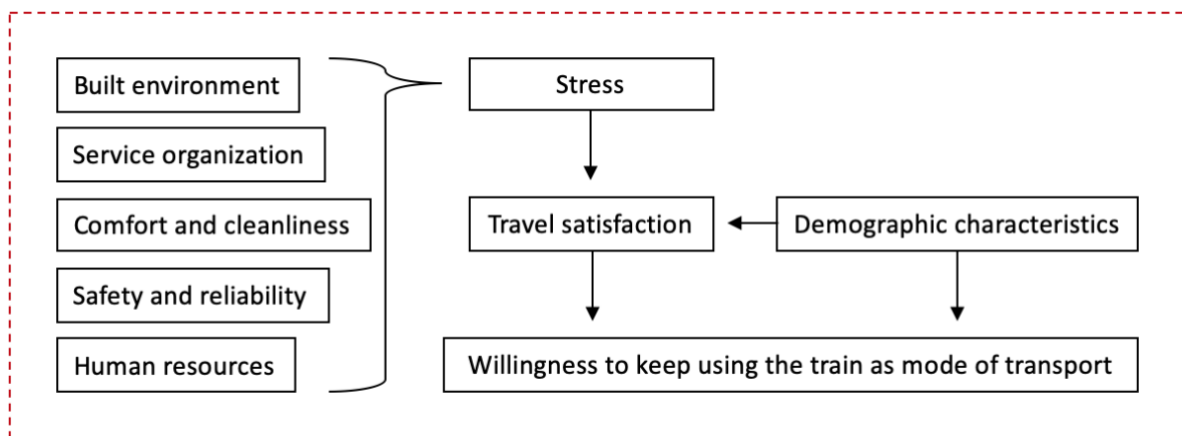 Built environment
Service organization
Comfort and cleanliness
Safety and reliability
Human resources
Stress
Travel satisfaction
Demographic characteristics
Willingness to keep using the train as mode of transport